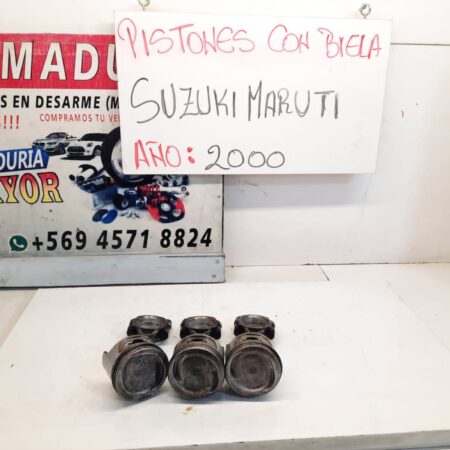 PISTONES CON BIELA
SUZUKI MARUTI
AÑO: 2000
MADU
S EN DESARME (M
S!!!
COMPRAMOS TU VE
DURIA
YOR
+569 4571 8824